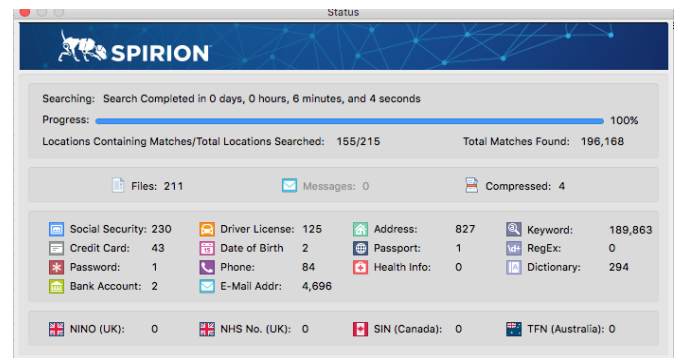 Status
SPIRION
Searching: Search Completed in 0 days, 0 hours, 6 minutes, and 4 seconds
Progress: 100%
Locations Containing Matches/Total Locations Searched: 155/215 Total Matches Found: 196,168
Files: 211 Messages: 0 Compressed: 4
Social Security: 230 Driver License: 125 Address: 827 Keyword: 189,863
Credit Card: 43 Date of Birth 2 Passport: 1 RegEx: 0
Password: 1 Phone: 84 Health Info: 0 Dictionary: 294
Bank Account: 2 E-Mail Addr: 4,696
NINO (UK): 0 NHS No. (UK): 0 SIN (Canada): 0 TFN (Australia): 0